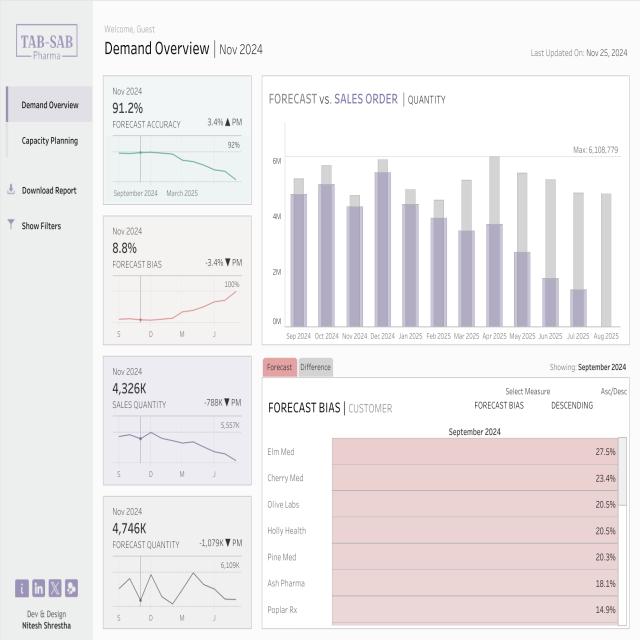 TAB-SAB
Pharma
Demand Overview
Capacity Planning
Download Report
Show Filters
Dev & Design
Nitesh Shrestha
Welcome, Guest
Demand Overview | Nov 2024
Last Updated On: Nov 25, 2024
Nov 2024
91.2%
FORECAST ACCURACY
3.4% ▲ PM
92%
September 2024 March 2025
Nov 2024
8.8%
FORECAST BIAS
-3.4% ▼ PM
100%
S D M J
Nov 2024
4,326K
SALES QUANTITY
-788K ▼ PM
5,557K
S D M J
Nov 2024
4,746K
FORECAST QUANTITY
-1,079K ▼ PM
6,109K
S D M J
FORECAST vs. SALES ORDER | QUANTITY
Max: 6,108,779
6M
4M
2M
0M
Sep 2024 Oct 2024 Nov 2024 Dec 2024 Jan 2025 Feb 2025 Mar 2025 Apr 2025 May 2025 Jun 2025 Jul 2025 Aug 2025
Forecast Difference
Showing: September 2024
Select Measure Asc/Desc
FORECAST BIAS | CUSTOMER
FORECAST BIAS DESCENDING
September 2024
Elm Med 27.5%
Cherry Med 23.4%
Olive Labs 20.5%
Holly Health 20.5%
Pine Med 20.3%
Ash Pharma 18.1%
Poplar Rx 14.9%